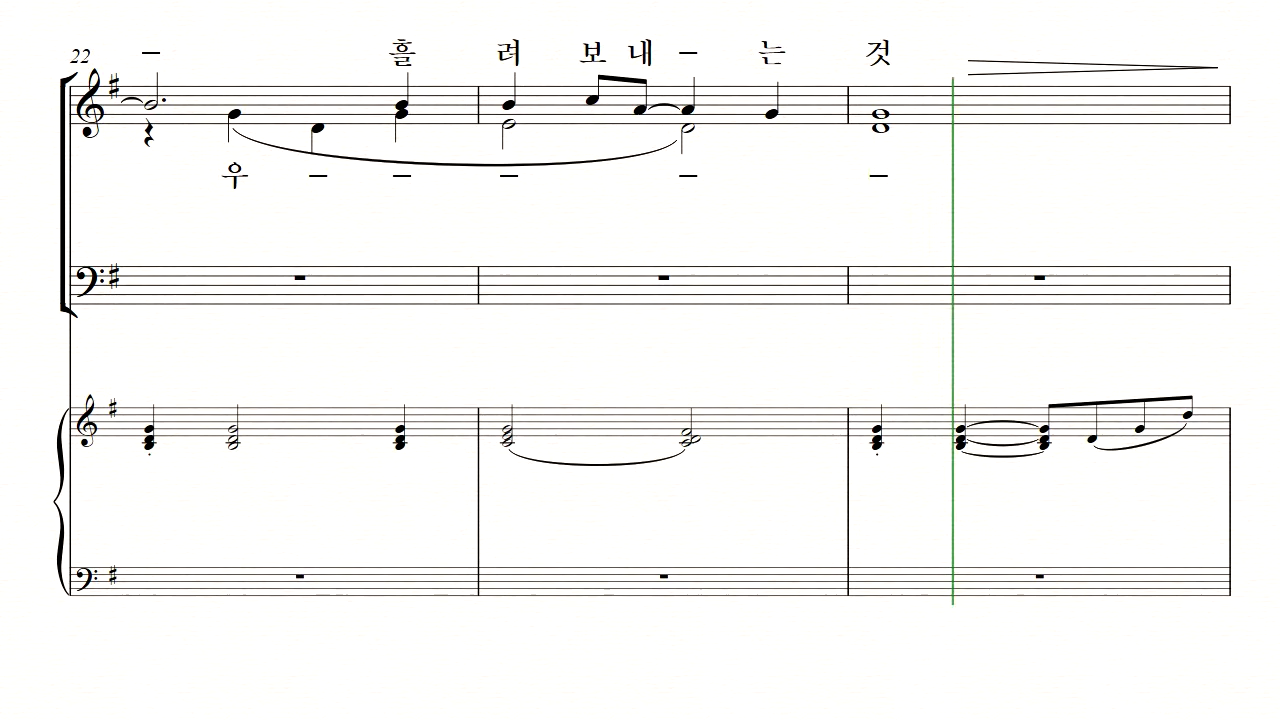 22 – 흘 려 보 내 – 는 것
우 – – – – –